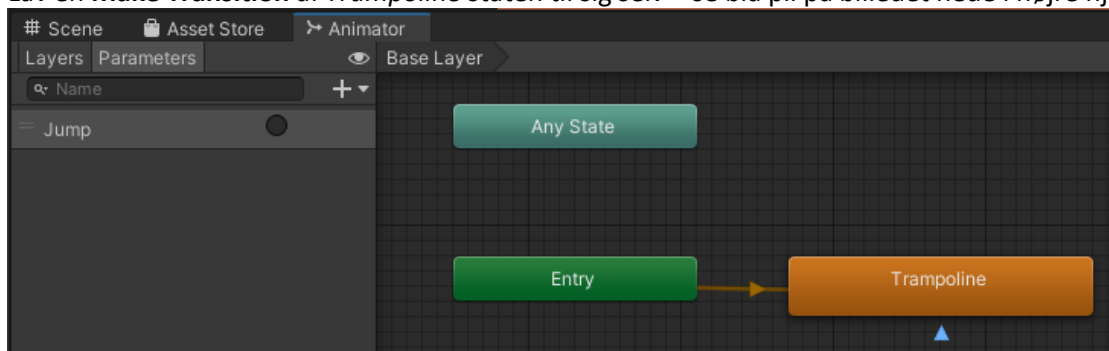 # Scene Asset Store Animator
Layers Parameters Base Layer
Name
Jump
Any State
Entry
Trampoline